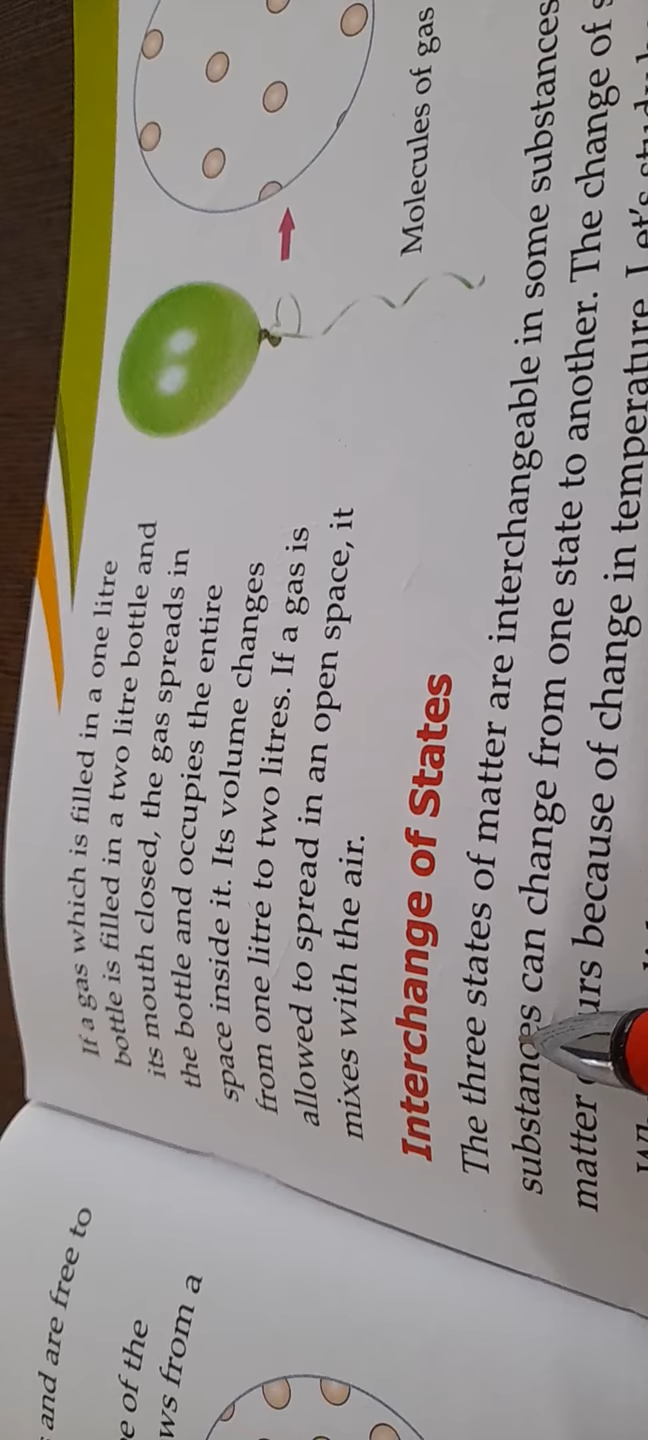 and are free to
of the
ws from a
If a gas which is filled in a one litre
bottle is filled in a two litre bottle and
its mouth closed, the gas spreads in
the bottle and occupies the entire
space inside it. Its volume changes
from one litre to two litres. If a gas is
allowed to spread in an open space, it
mixes with the air.
Molecules of gas
Interchange of States
The three states of matter are interchangeable in some substances
substances can change from one state to another. The change of s
matter urs because of change in temperature. Let's study